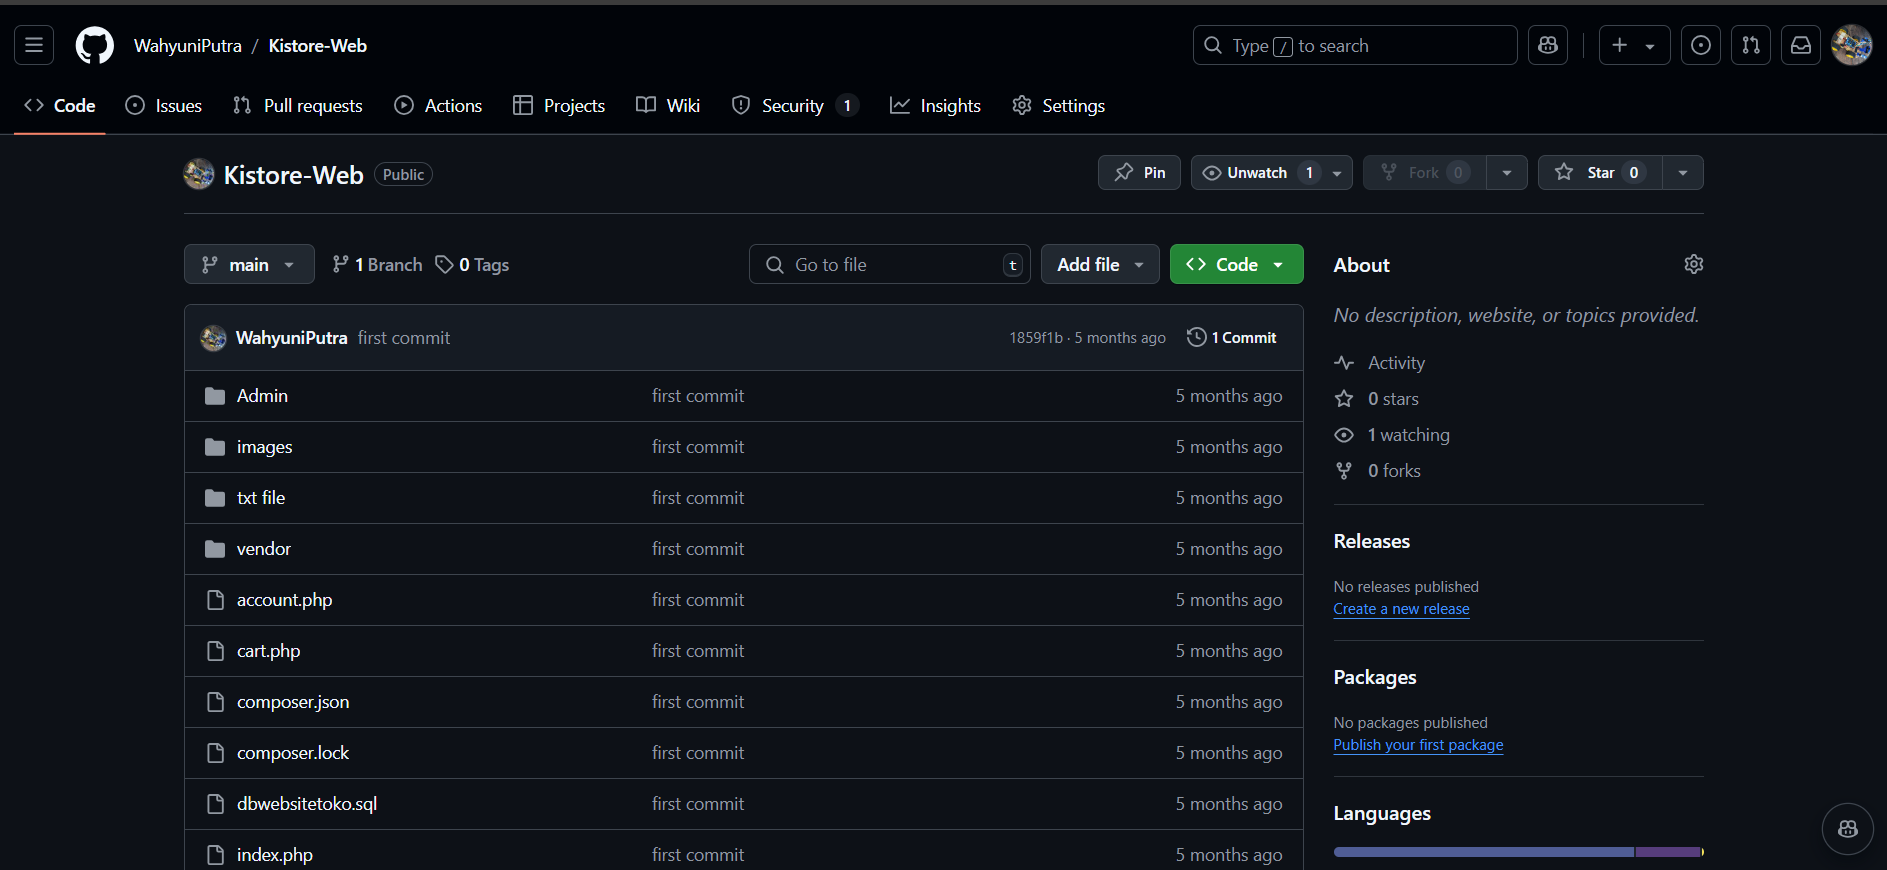 WahyuniPutra / Kistore-Web
Type / to search
Code Issues Pull requests Actions Projects Wiki Security 1 Insights Settings
Kistore-Web Public
Pin Unwatch 1 Fork 0 Star 0
main 1 Branch 0 Tags
Go to file t Add file Code
WahyuniPutra first commit 1859f1b · 5 months ago 1 Commit
Admin first commit 5 months ago
images first commit 5 months ago
txt file first commit 5 months ago
vendor first commit 5 months ago
account.php first commit 5 months ago
cart.php first commit 5 months ago
composer.json first commit 5 months ago
composer.lock first commit 5 months ago
dbwebsitetoko.sql first commit 5 months ago
index.php first commit 5 months ago
About
No description, website, or topics provided.
Activity
0 stars
1 watching
0 forks
Releases
No releases published
Create a new release
Packages
No packages published
Publish your first package
Languages